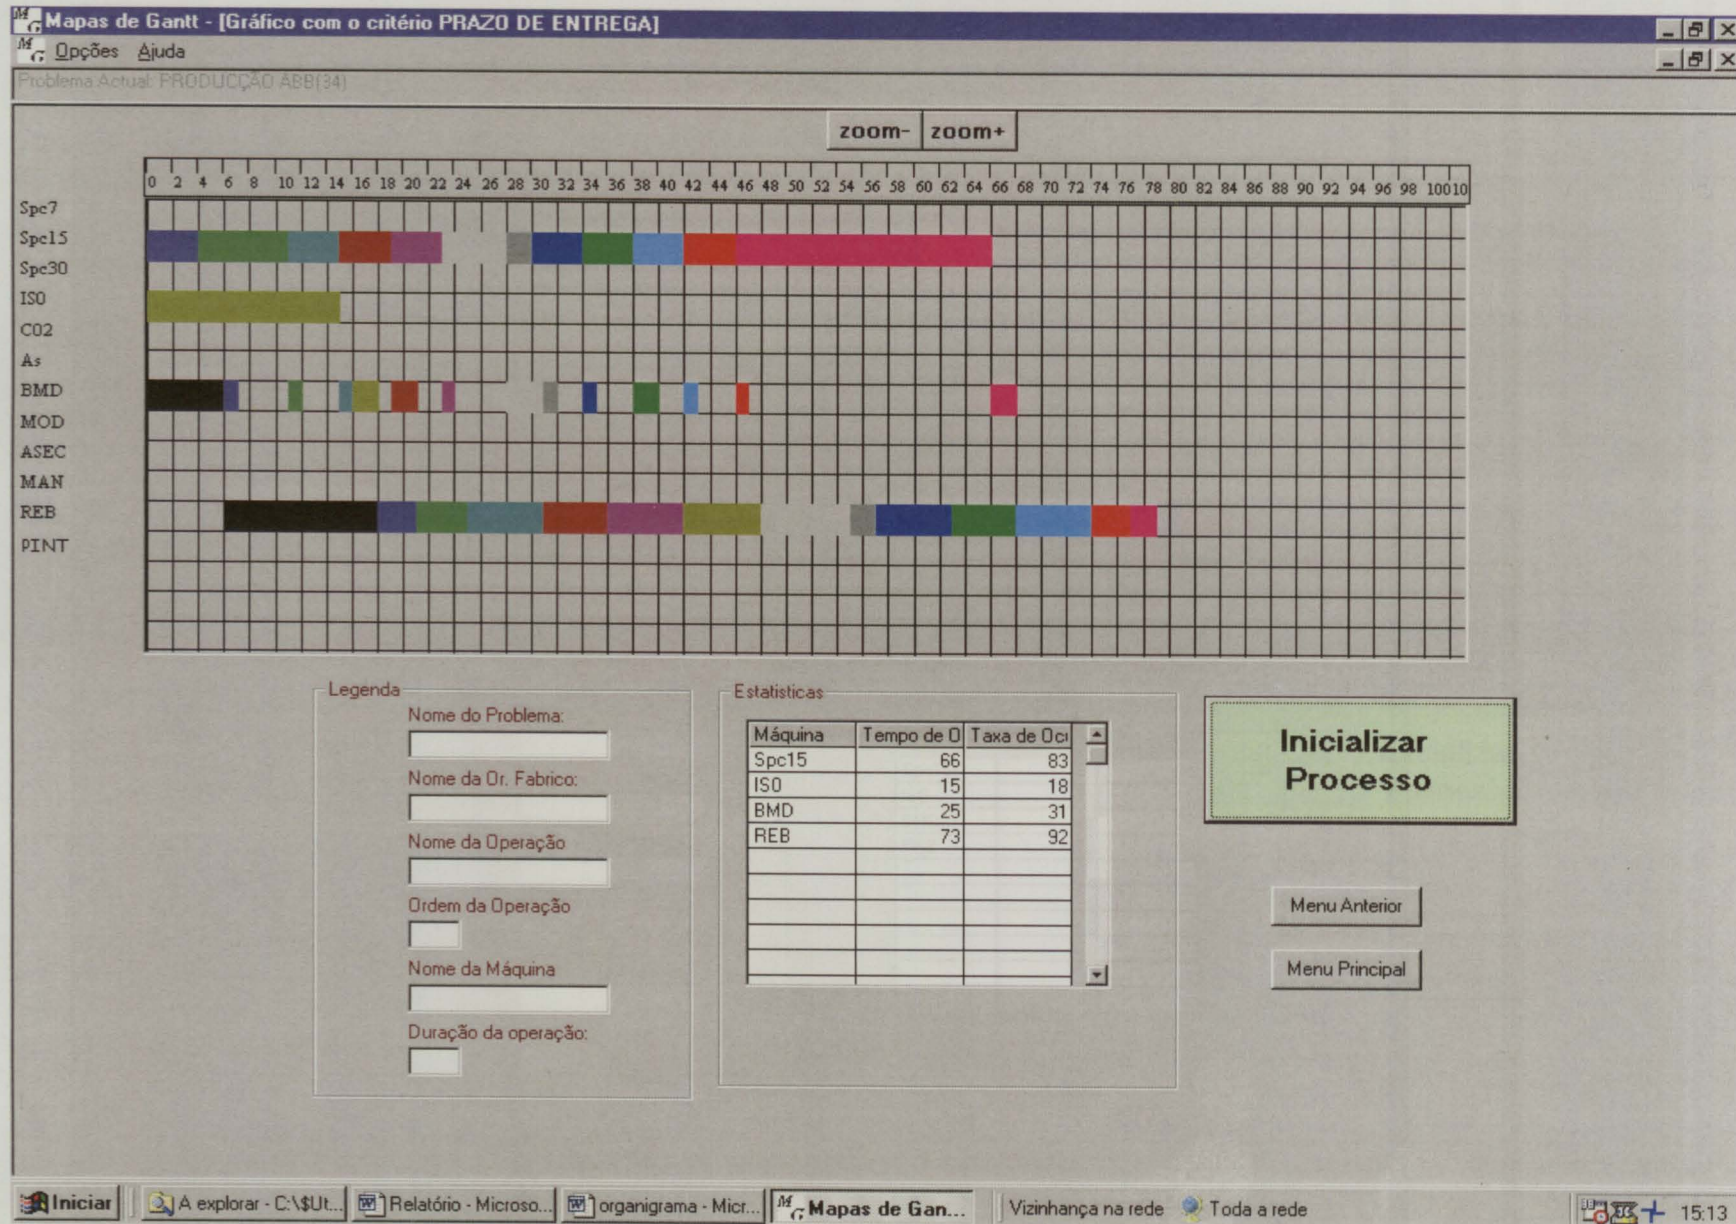 Mapas de Gantt - [Gráfico com o critério PRAZO DE ENTREGA]
Opções Ajuda
Problema Actual: PRODUCÇÃO ABB(34)
zoom- zoom+
0 2 4 6 8 10 12 14 16 18 20 22 24 26 28 30 32 34 36 38 40 42 44 46 48 50 52 54 56 58 60 62 64 66 68 70 72 74 76 78 80 82 84 86 88 90 92 94 96 98 100 10
Spc7
Spc15
Spc30
IS0
C02
As
BMD
MOD
ASEC
MAN
REB
PINT
Legenda
Nome do Problema:
Nome da Or. Fabrico:
Nome da Operação
Ordem da Operação
Nome da Máquina
Duração da operação:
Estatisticas
Máquina Tempo de O Taxa de Ocu
Spc15 66 83
IS0 15 18
BMD 25 31
REB 73 92
Inicializar
Processo
Menu Anterior
Menu Principal
Iniciar A explorar - C:\$Ut... Relatório - Microso... organigrama - Micr... Mapas de Gan... Vizinhança na rede Toda a rede 15:13